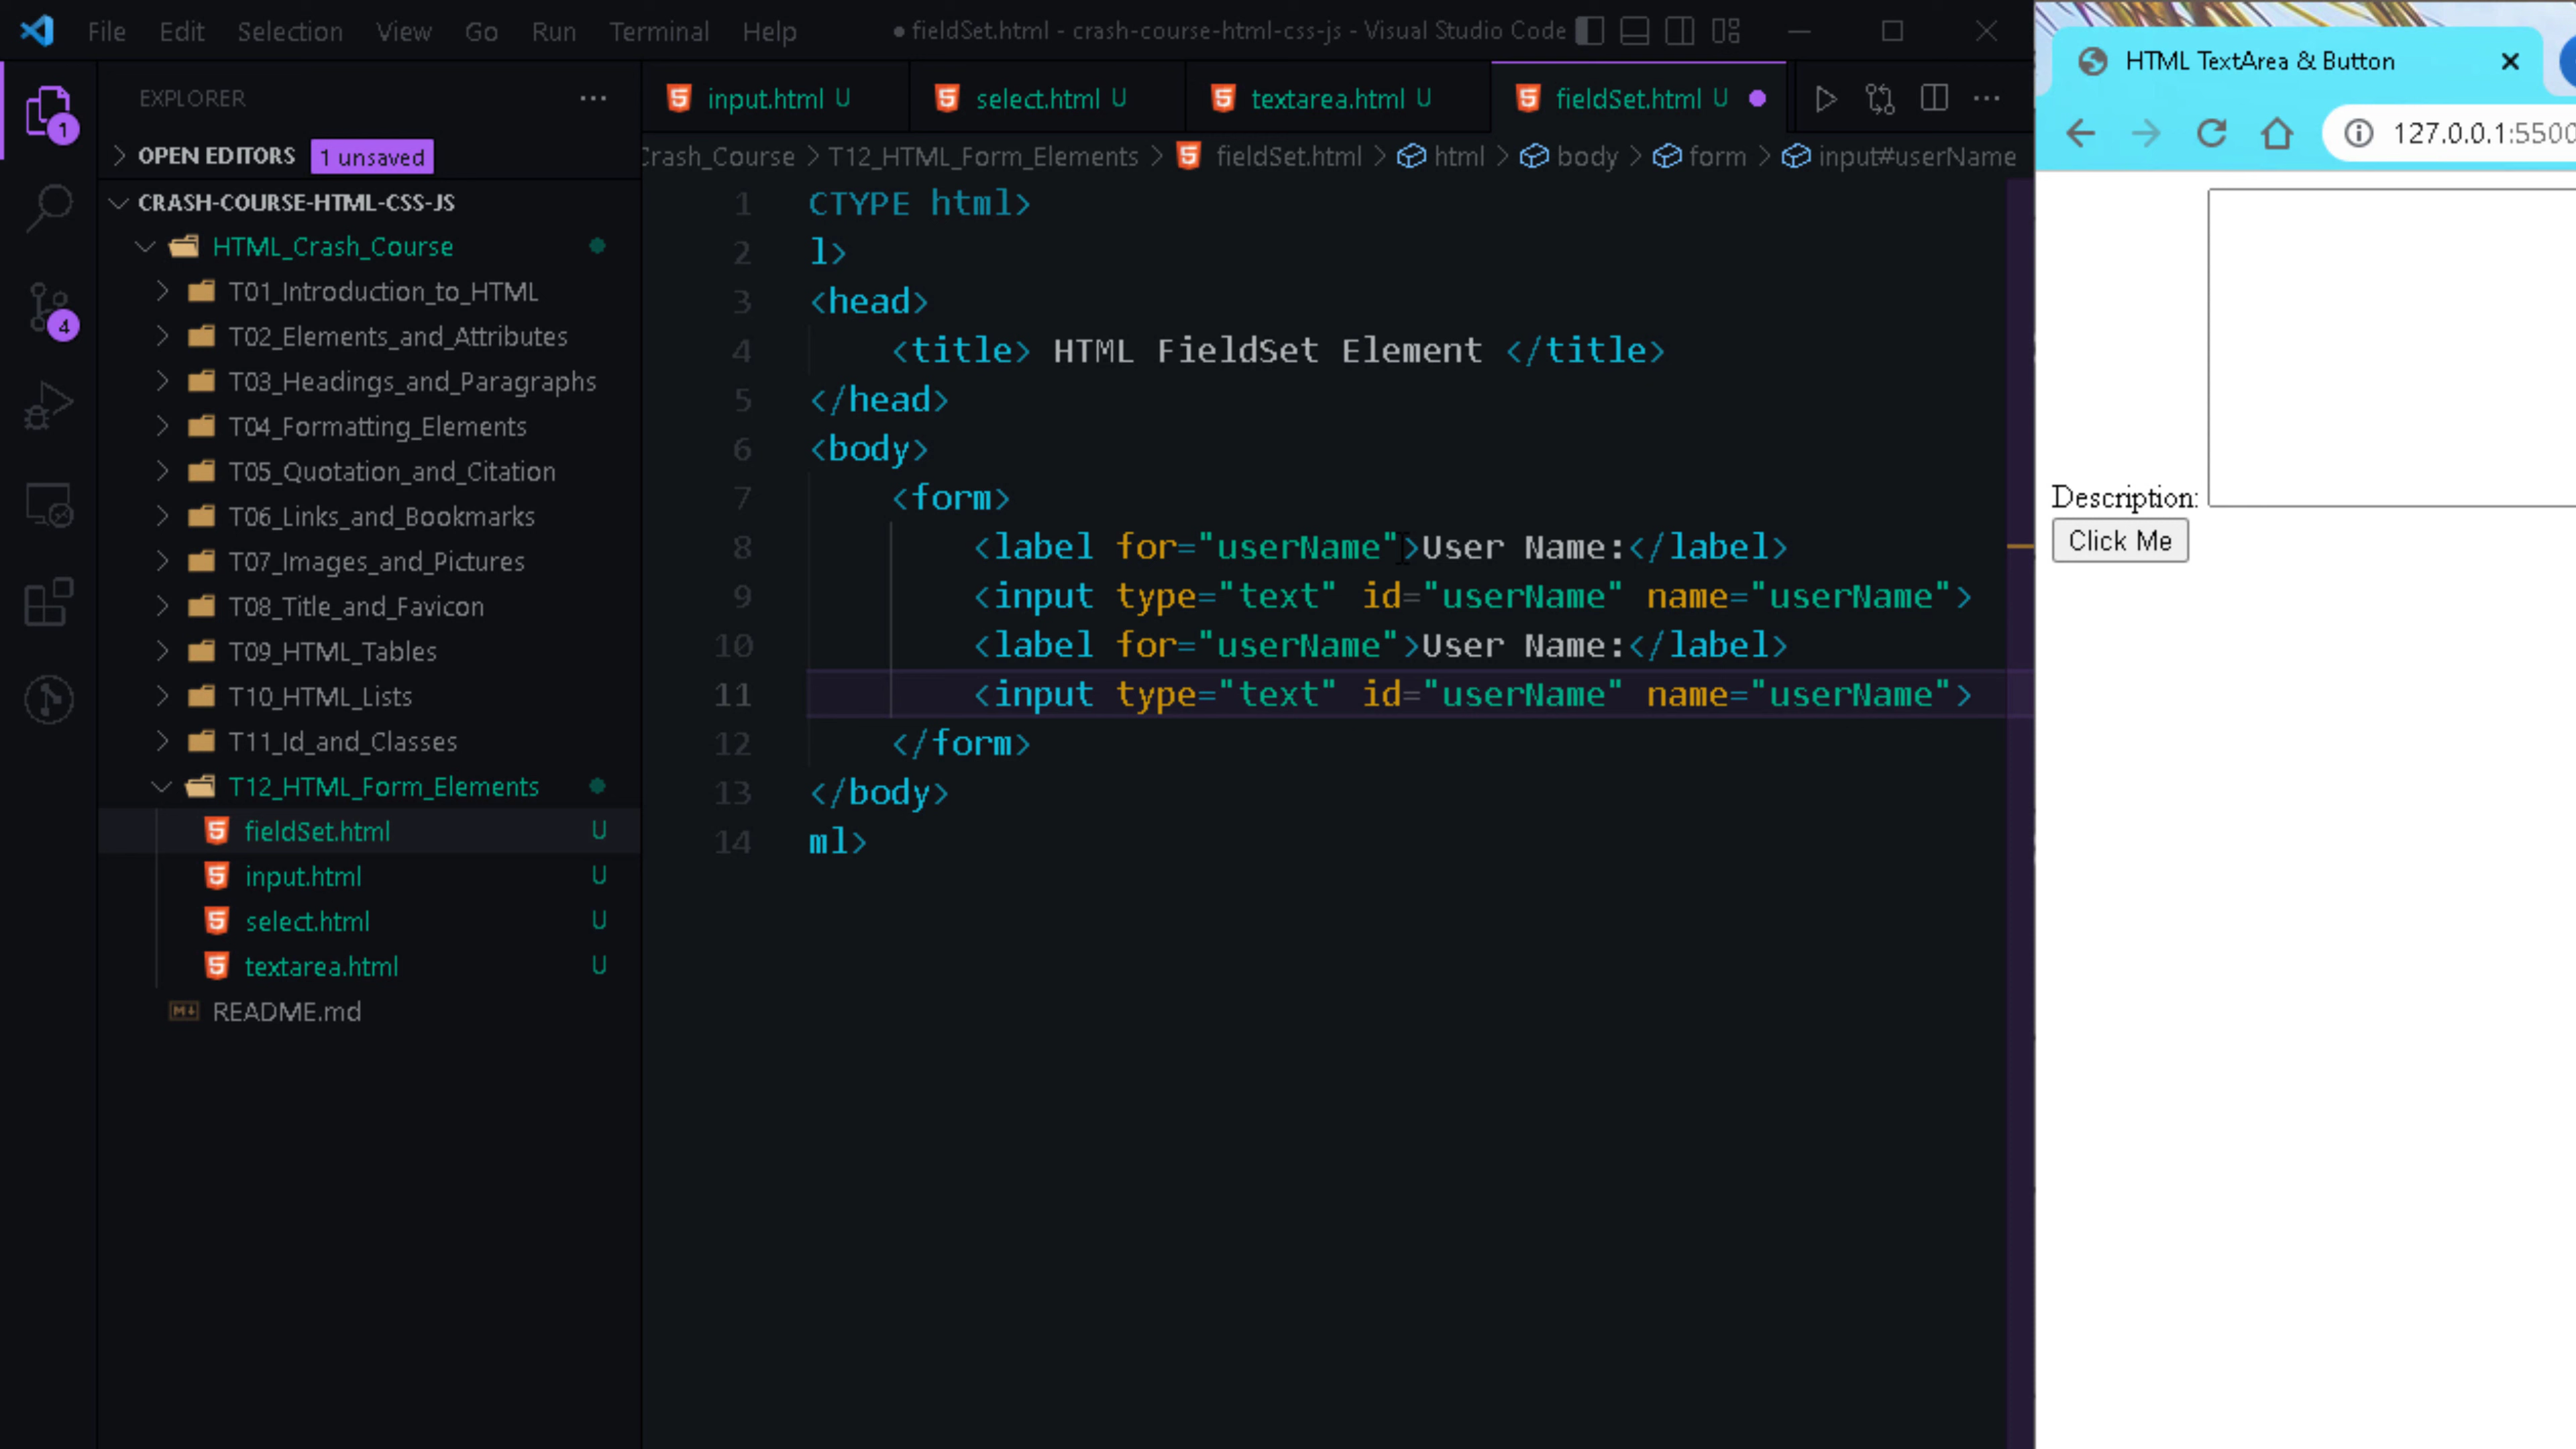 File Edit Selection View Go Run Terminal Help
● fieldSet.html - crash-course-html-css-js - Visual Studio Code
EXPLORER
OPEN EDITORS 1 unsaved
CRASH-COURSE-HTML-CSS-JS
HTML_Crash_Course
T01_Introduction_to_HTML
T02_Elements_and_Attributes
T03_Headings_and_Paragraphs
T04_Formatting_Elements
T05_Quotation_and_Citation
T06_Links_and_Bookmarks
T07_Images_and_Pictures
T08_Title_and_Favicon
T09_HTML_Tables
T10_HTML_Lists
T11_Id_and_Classes
T12_HTML_Form_Elements
fieldSet.html U
input.html U
select.html U
textarea.html U
README.md
1
4
input.html U select.html U textarea.html U fieldSet.html U
Crash_Course > T12_HTML_Form_Elements > fieldSet.html > html > body > form > input#userName
1 CTYPE html>
2 l>
3 <head>
4 <title> HTML FieldSet Element </title>
5 </head>
6 <body>
7 <form>
8 <label for="userName">User Name:</label>
9 <input type="text" id="userName" name="userName">
10 <label for="userName">User Name:</label>
11 <input type="text" id="userName" name="userName">
12 </form>
13 </body>
14 ml>
HTML TextArea & Button
127.0.0.1:5500
Description:
Click Me